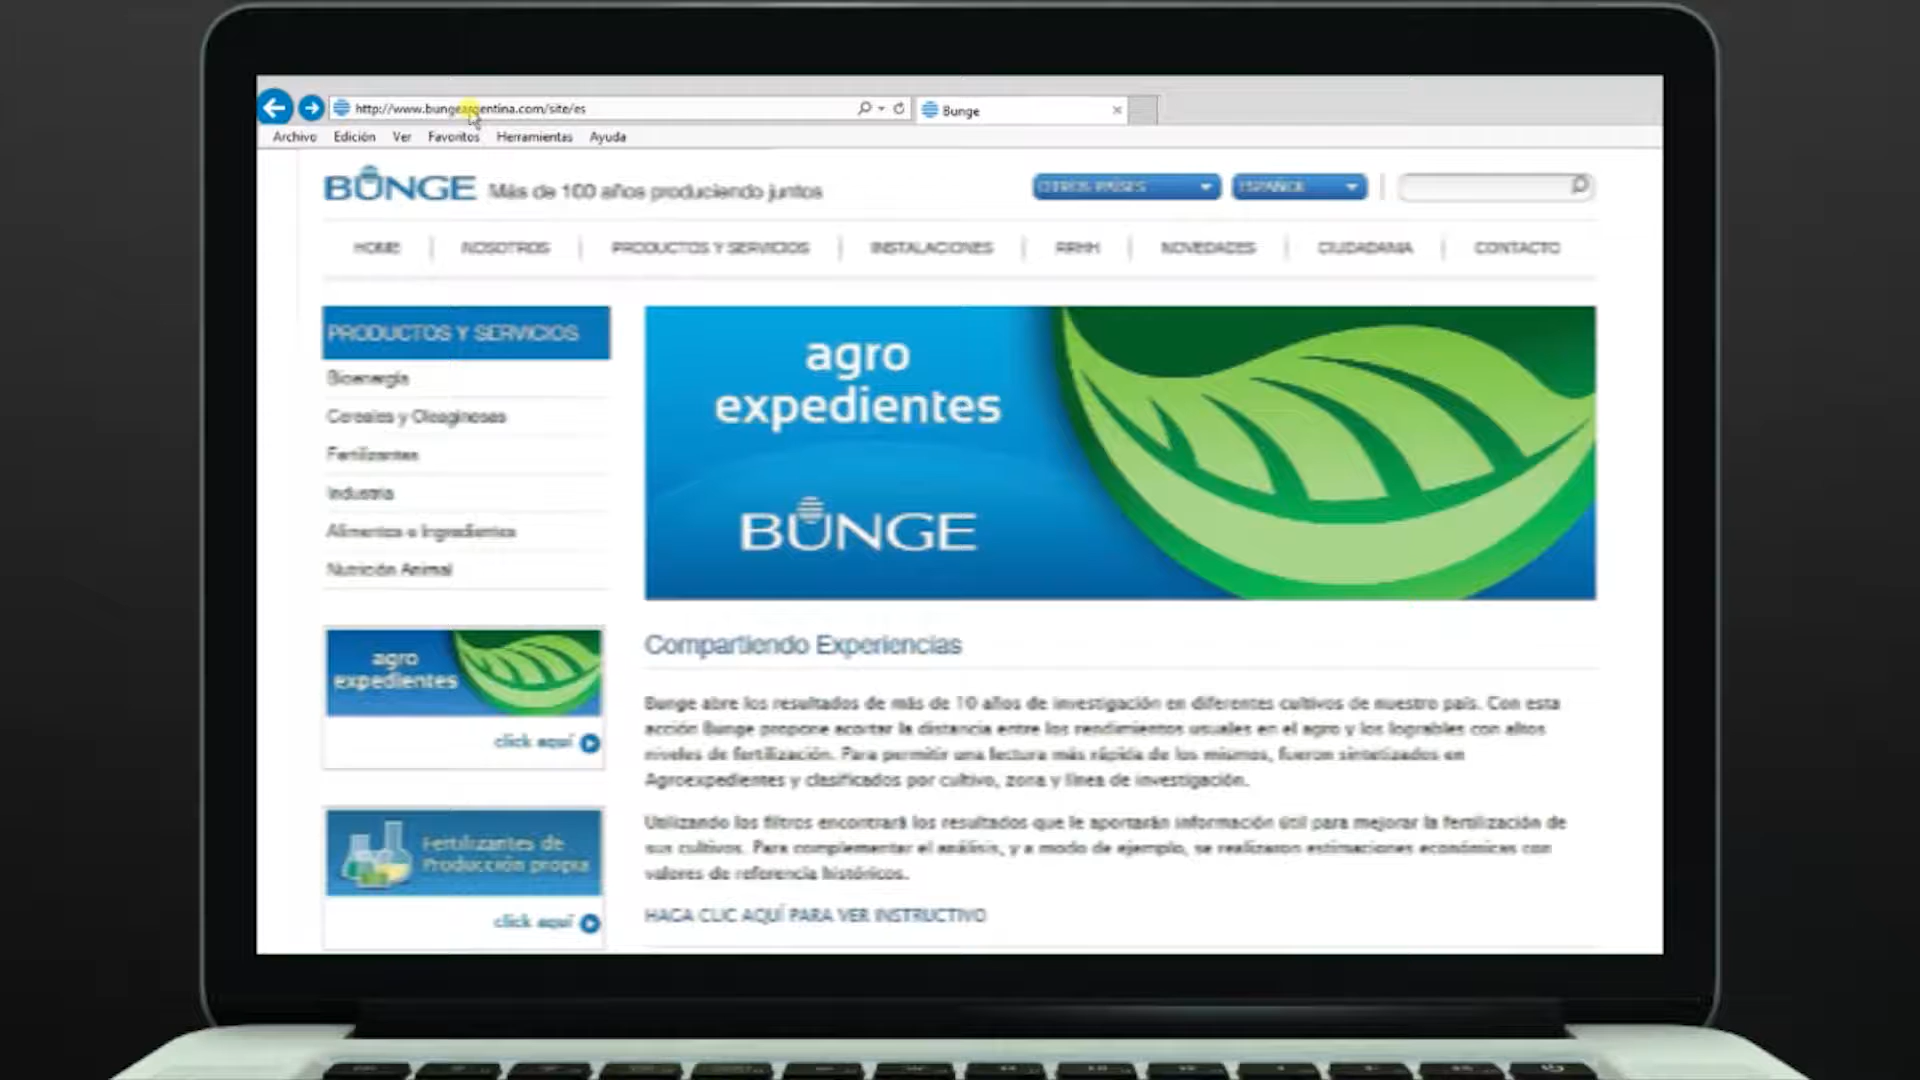 http://www.bungeargentina.com/site/es
Bunge
Archivo Edición Ver Favoritos Herramientas Ayuda
BUNGE Más de 100 años produciendo juntos
OTROS PAÍSES ESPAÑOL
HOME NOSOTROS PRODUCTOS Y SERVICIOS INSTALACIONES RRHH NOVEDADES CIUDADANIA CONTACTO
PRODUCTOS Y SERVICIOS
Bioenergía
Cereales y Oleaginosas
Fertilizantes
Industria
Alimentos e Ingredientes
Nutrición Animal
agro
expedientes
click aquí
Fertilizantes de
Producción propia
click aquí
agro
expedientes
BUNGE
Compartiendo Experiencias
Bunge abre los resultados de más de 10 años de investigación en diferentes cultivos de nuestro país. Con esta
acción Bunge propone acortar la distancia entre los rendimientos usuales en el agro y los logrables con altos
niveles de fertilización. Para permitir una lectura más rápida de los mismos, fueron sintetizados en
Agroexpedientes y clasificados por cultivo, zona y línea de investigación.
Utilizando los filtros encontrará los resultados que le aportarán información útil para mejorar la fertilización de
sus cultivos. Para complementar el análisis, y a modo de ejemplo, se realizaron estimaciones económicas con
valores de referencia históricos.
HAGA CLIC AQUÍ PARA VER INSTRUCTIVO